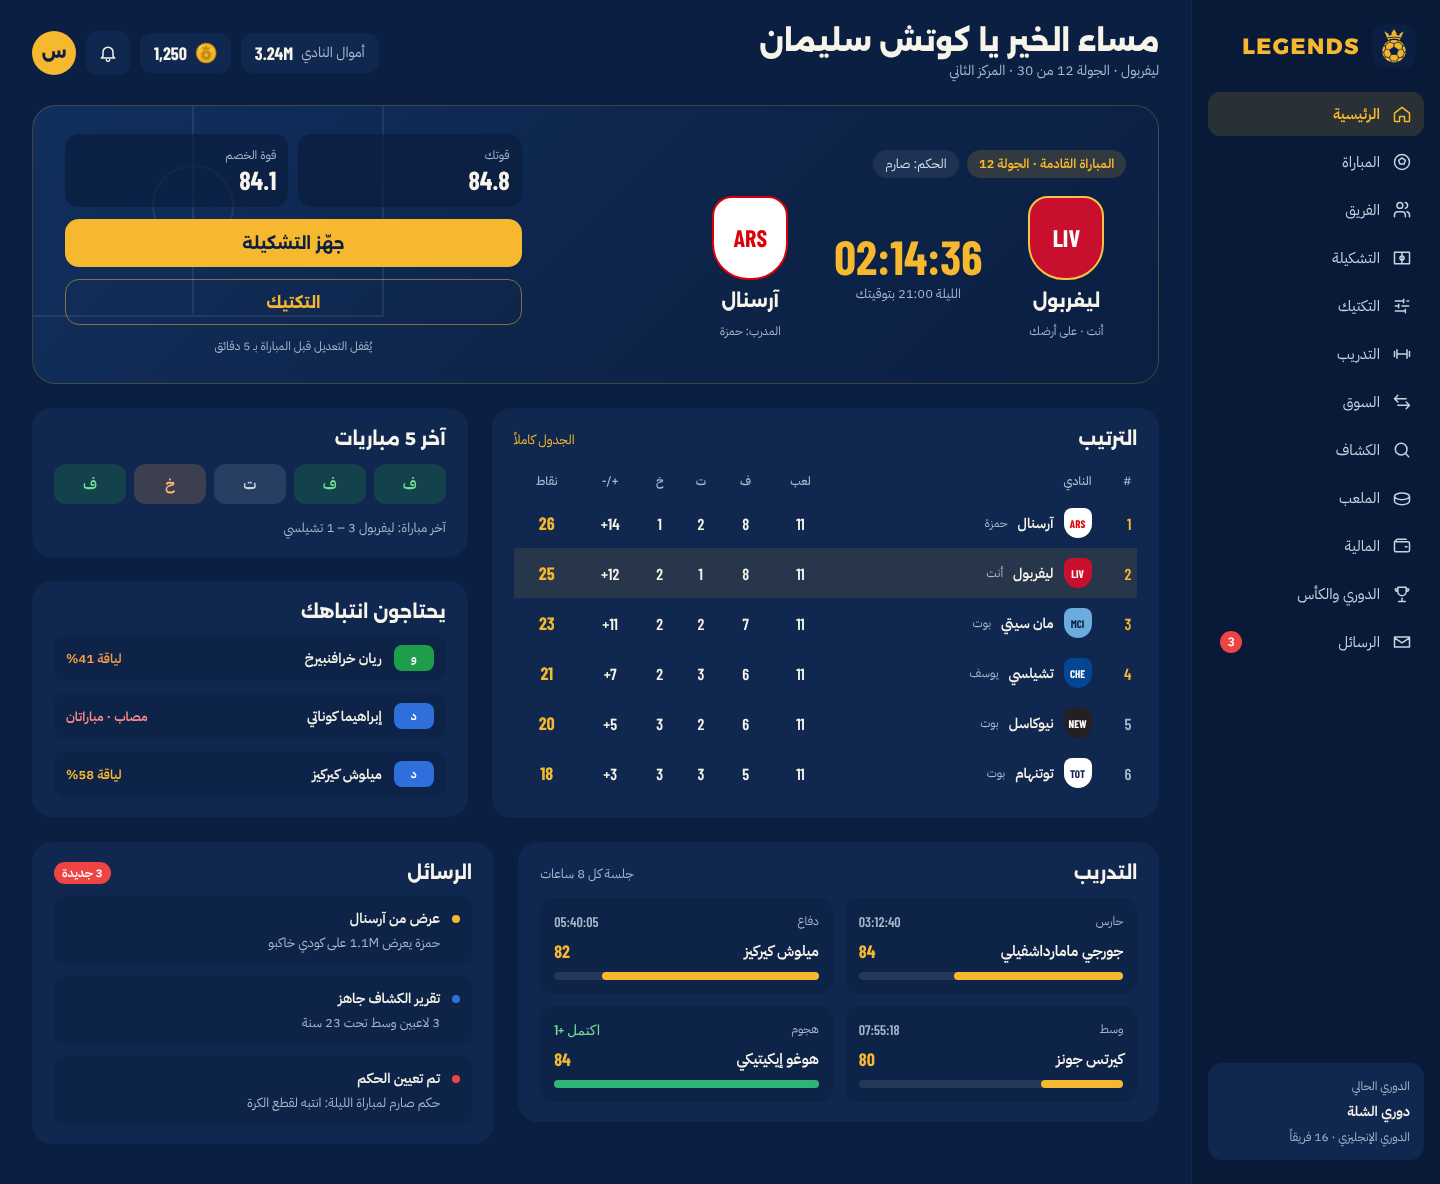 LEGENDS
الرئيسية
المباراة
الفريق
التشكيلة
التكتيك
التدريب
السوق
الكشاف
الملعب
المالية
الدوري والكأس
الرسائل 3
الدوري الحالي
دوري الشلة
الدوري الإنجليزي · 16 فريقاً
مساء الخير يا كوتش سليمان
ليفربول · الجولة 12 من 30 · المركز الثاني
أموال النادي 3.24M
1,250
س
المباراة القادمة · الجولة 12
الحكم: صارم
LIV
ليفربول
أنت · على أرضك
02:14:36
الليلة 21:00 بتوقيتك
ARS
آرسنال
المدرب: حمزة
قوتك
84.8
قوة الخصم
84.1
جهّز التشكيلة
التكتيك
يُقفل التعديل قبل المباراة بـ 5 دقائق
الترتيب
الجدول كاملاً
# النادي لعب ف ت خ +/- نقاط
1 ARS آرسنال حمزة 11 8 2 1 +14 26
2 LIV ليفربول أنت 11 8 1 2 +12 25
3 MCI مان سيتي بوت 11 7 2 2 +11 23
4 CHE تشيلسي يوسف 11 6 3 2 +7 21
5 NEW نيوكاسل بوت 11 6 2 3 +5 20
6 TOT توتنهام بوت 11 5 3 3 +3 18
آخر 5 مباريات
ف ف ت خ ف
آخر مباراة: ليفربول 3 – 1 تشيلسي
يحتاجون انتباهك
و ريان خرافنبيرخ لياقة 41%
د إبراهيما كوناتي مصاب · مباراتان
د ميلوش كيركيز لياقة 58%
التدريب
جلسة كل 8 ساعات
حارس 03:12:40
جورجي مامارداشفيلي 84
دفاع 05:40:05
ميلوش كيركيز 82
وسط 07:55:18
كيرتس جونز 80
هجوم اكتمل +1
هوغو إيكيتيكي 84
الرسائل
3 جديدة
عرض من آرسنال
حمزة يعرض 1.1M على كودي خاكبو
تقرير الكشاف جاهز
3 لاعبين وسط تحت 23 سنة
تم تعيين الحكم
حكم صارم لمباراة الليلة: انتبه لقطع الكرة